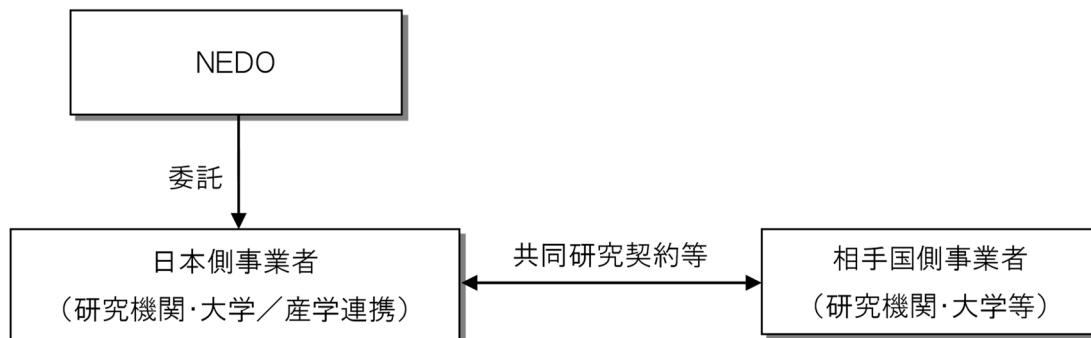 NEDO
委託
日本側事業者
（研究機関･大学／産学連携）
共同研究契約等
相手国側事業者
（研究機関･大学等）